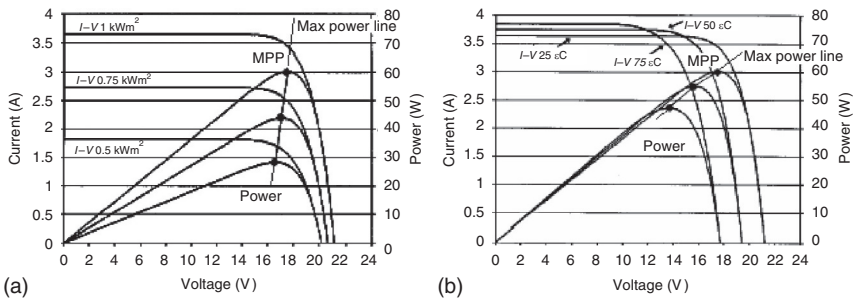 4
3.5
3
2.5
2
1.5
1
0.5
0
Current (A)
I–V 1 kWm²
I–V 0.75 kWm²
I–V 0.5 kWm²
Max power line
MPP
Power
80
70
60
50
40
30
20
10
0
Power (W)
0 2 4 6 8 10 12 14 16 18 20 22 24
Voltage (V)
(a)
4
3.5
3
2.5
2
1.5
1
0.5
0
Current (A)
I–V 50 εC
I–V 25 εC
I–V 75 εC
MPP
Max power line
Power
80
70
60
50
40
30
20
10
0
Power (W)
0 2 4 6 8 10 12 14 16 18 20 22 24
Voltage (V)
(b)